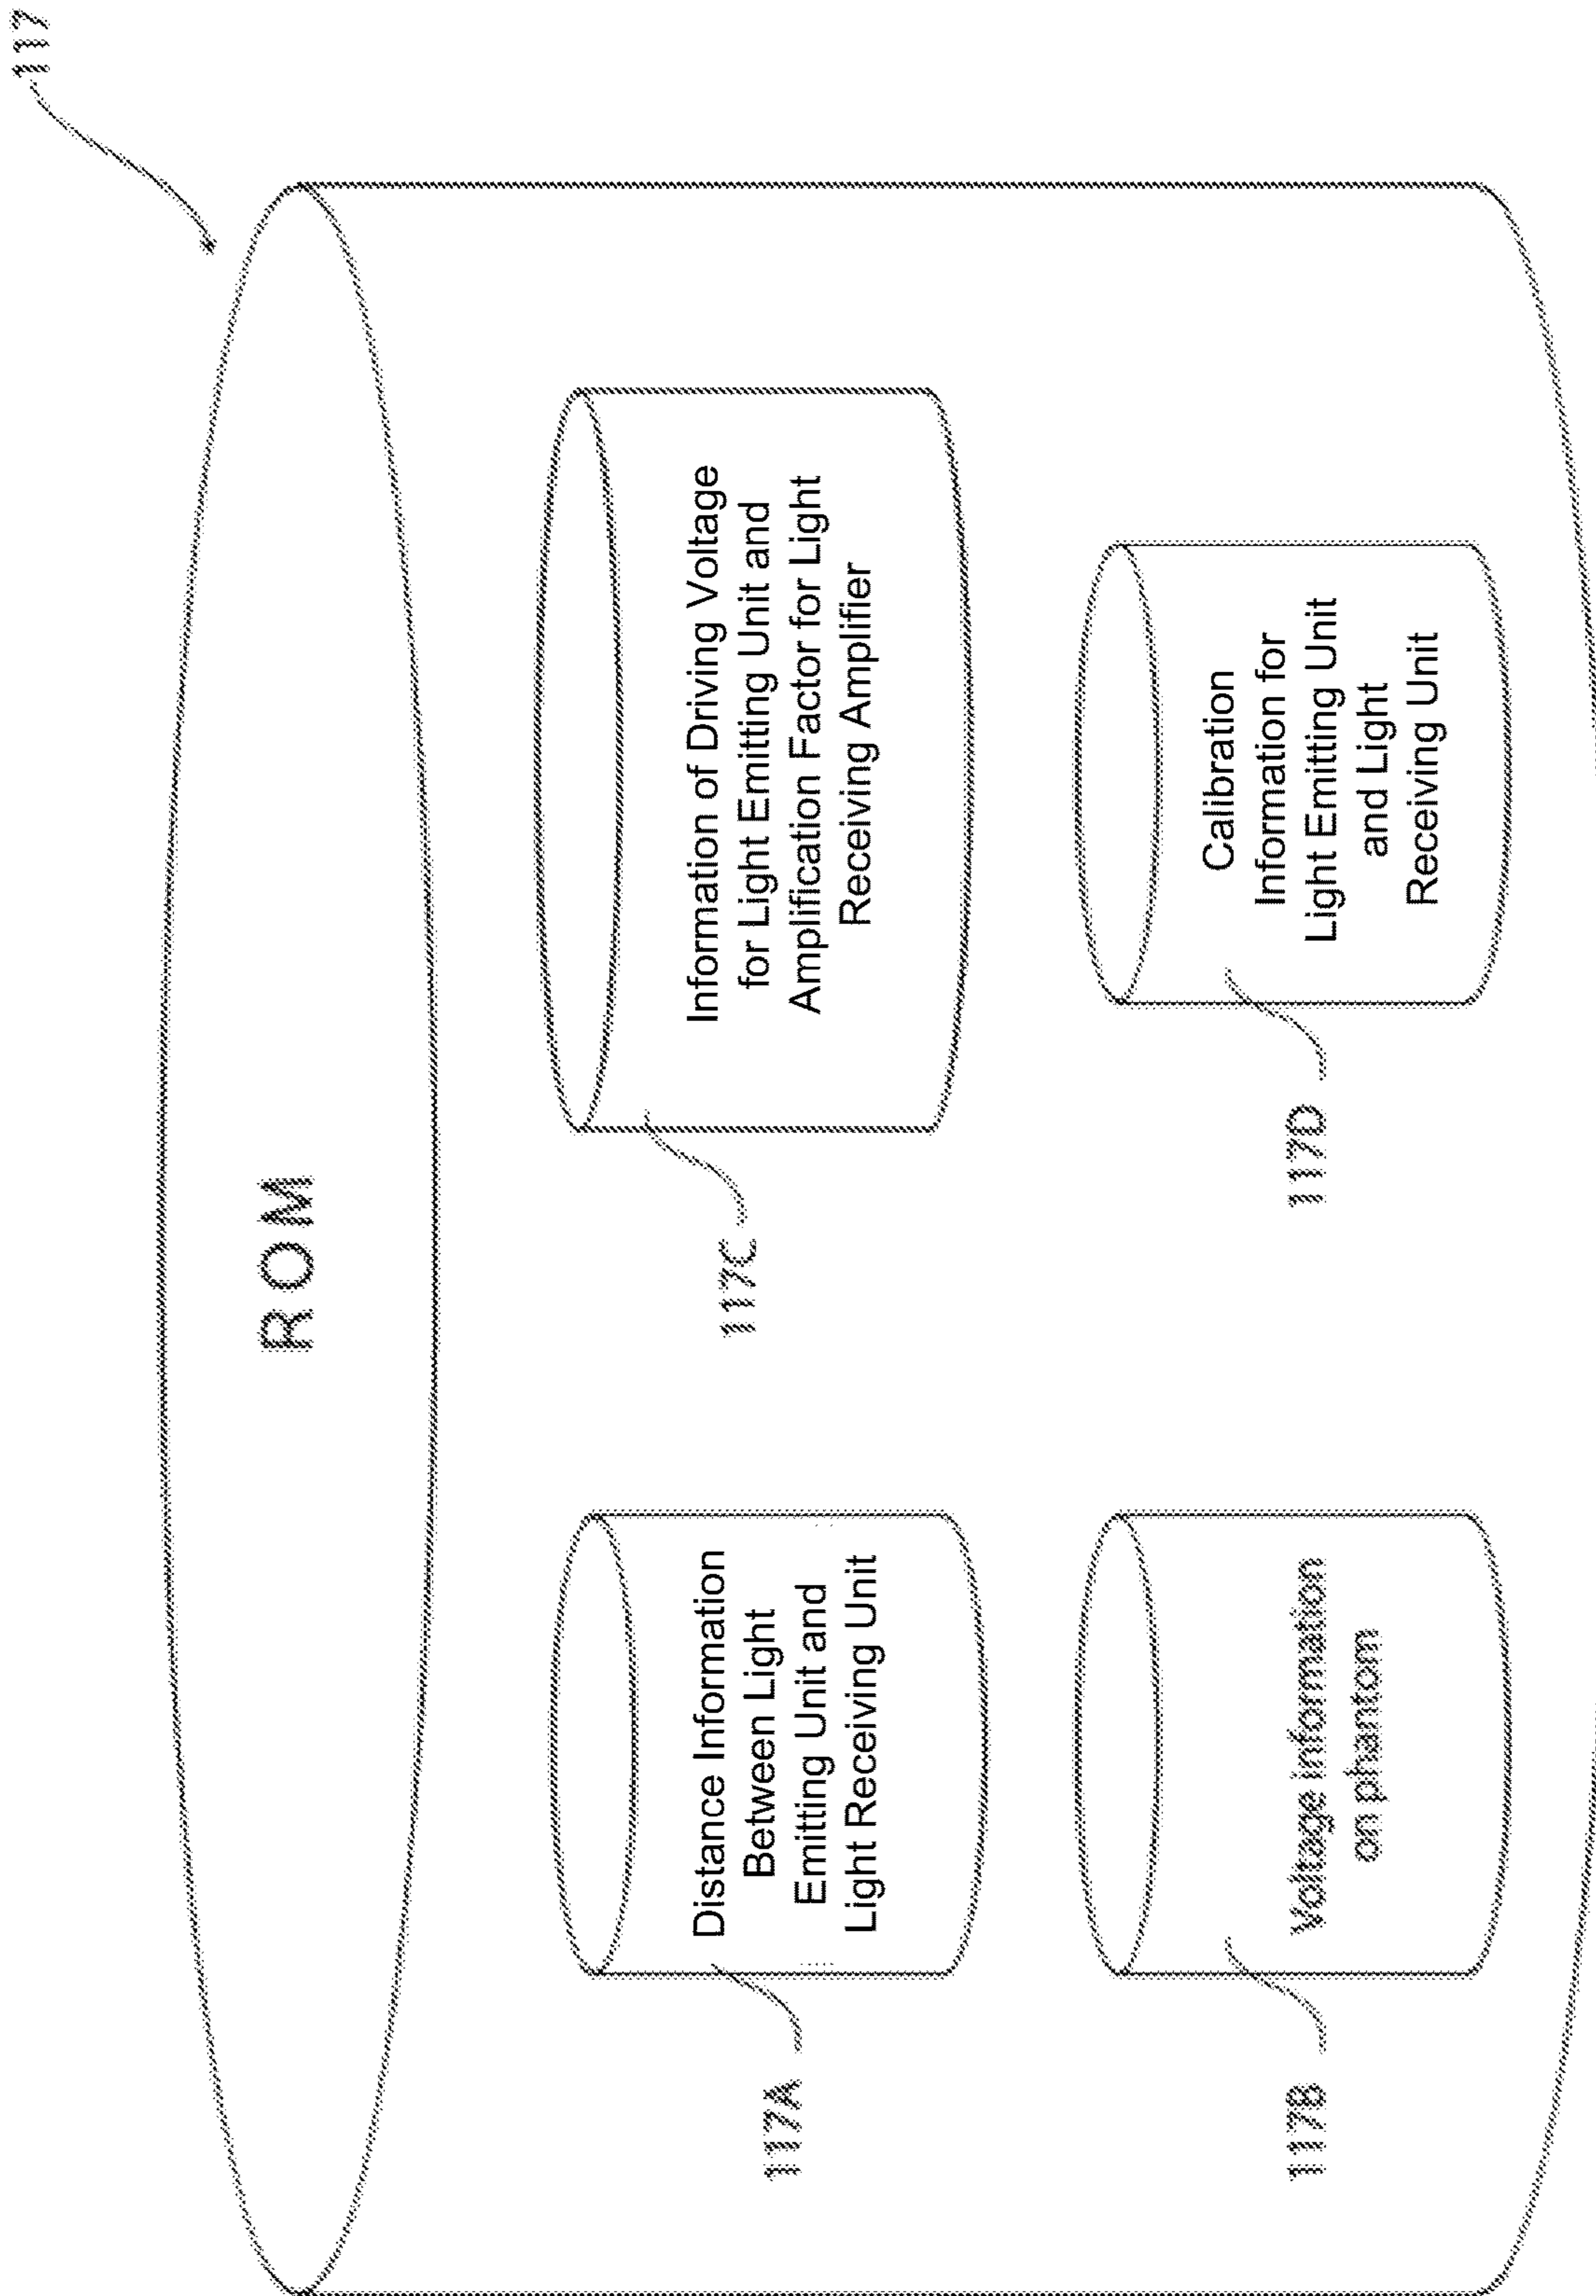 117
ROM
117A
Distance Information
Between Light
Emitting Unit and
Light Receiving Unit
117C
Information of Driving Voltage
for Light Emitting Unit and
Amplification Factor for Light
Receiving Amplifier
117B
Voltage information
on phantom
117D
Calibration
Information for
Light Emitting Unit
and Light
Receiving Unit